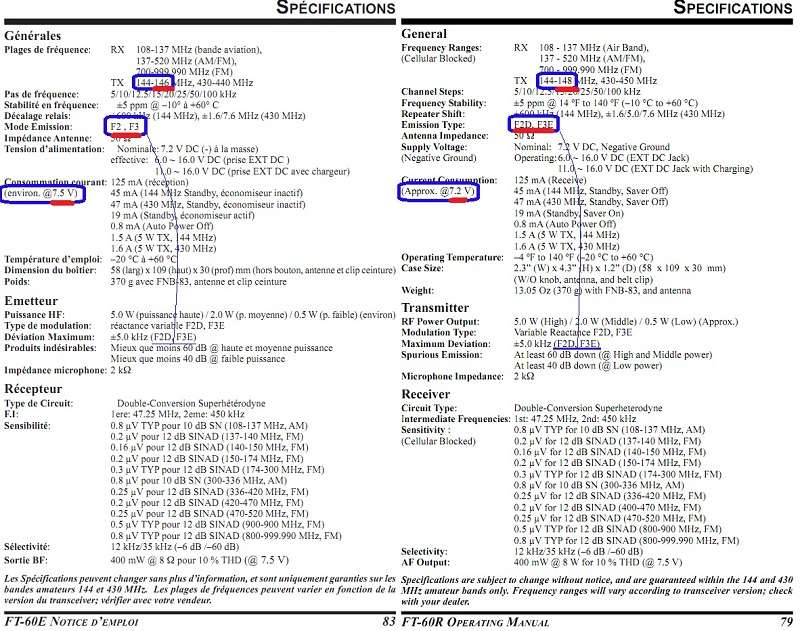 SPÉCIFICATIONS
Générales
Plages de fréquence: RX 108-137 MHz (bande aviation),
137-520 MHz (AM/FM),
700-999.990 MHz (FM)
TX 144-146 MHz, 430-440 MHz
Pas de fréquence: 5/10/12.5/15/20/25/50/100 kHz
Stabilité en fréquence: ±5 ppm @ –10° à +60°C
Décalage relais: ±600 kHz (144 MHz), ±1.6/7.6 MHz (430 MHz)
Mode Emission: F2 , F3
Impédance Antenne: 50 Ω
Tension d'alimentation: Nominale: 7.2 V DC (-) à la masse)
effective: 6.0 ~ 16.0 V DC (prise EXT DC )
11.0 ~ 16.0 V DC (prise EXT DC avec chargeur)
Consommation courant: 125 mA (réception)
(environ. @7.5 V) 45 mA (144 MHz Standby, économiseur inactif)
47 mA (430 MHz, Standby, économiseur inactif)
19 mA (Standby, économiseur actif)
0.8 mA (Auto Power Off)
1.5 A (5 W TX, 144 MHz)
1.6 A (5 W TX, 430 MHz)
Température d'emploi: –20 °C à +60 °C
Dimension du boîtier: 58 (larg) x 109 (haut) x 30 (prof) mm (hors bouton, antenne et clip ceinture)
Poids: 370 g avec FNB-83, antenne et clip ceinture
Emetteur
Puissance HF: 5.0 W (puissance haute) / 2.0 W (p. moyenne) / 0.5 W (p. faible) (environ)
Type de modulation: réactance variable F2D, F3E
Déviation Maximum: ±5.0 kHz (F2D, F3E)
Produits indésirables: Mieux que moins 60 dB @ haute et moyenne puissance
Mieux que moins 40 dB @ faible puissance
Impédance microphone: 2 kΩ
Récepteur
Type de Circuit: Double-Conversion Superhétérodyne
F.I: 1ere: 47.25 MHz, 2eme: 450 kHz
Sensibilité: 0.8 µV TYP pour 10 dB SN (108-137 MHz, AM)
0.2 µV TYP pour 12 dB SINAD (137-140 MHz, FM)
0.16 µV pour 12 dB SINAD (140-150 MHz, FM)
0.2 µV pour 12 dB SINAD (150-174 MHz, FM)
0.3 µV TYP pour 12 dB SINAD (174-300 MHz, FM)
0.8 µV pour 10 dB SN (300-336 MHz, AM)
0.25 µV pour 12 dB SINAD (336-420 MHz, FM)
0.2 µV pour 12 dB SINAD (420-470 MHz, FM)
0.25 µV pour 12 dB SINAD (470-520 MHz, FM)
0.5 µV TYP pour 12 dB SINAD (900-900 MHz, FM)
0.8 µV TYP pour 12 dB SINAD (800-999.990 MHz, FM)
Sélectivité: 12 kHz/35 kHz (–6 dB /–60 dB)
Sortie BF: 400 mW @ 8 Ω pour 10 % THD (@ 7.5 V)
Les Spécifications peuvent changer sans plus d'information, et sont uniquement garanties sur les
bandes amateurs 144 et 430 MHz. Les plages de fréquences peuvent varier en fonction de la
version du transceiver; vérifier avec votre vendeur.
FT-60E NOTICE D'EMPLOI 83
SPECIFICATIONS
General
Frequency Ranges: RX 108 - 137 MHz (Air Band),
(Cellular Blocked) 137 - 520 MHz (AM/FM),
700 - 999.990 MHz (FM)
TX 144-148 MHz, 430-450 MHz
Channel Steps: 5/10/12.5/15/20/25/50/100 kHz
Frequency Stability: ±5 ppm @ 14 °F to 140 °F (–10 °C to +60 °C)
Repeater Shift: ±600 kHz (144 MHz), ±1.6/5.0/7.6 MHz (430 MHz)
Emission Type: F2D, F3E
Antenna Impedance: 50 Ω
Supply Voltage: Nominal: 7.2 V DC, Negative Ground
(Negative Ground) Operating: 6.0 ~ 16.0 V DC (EXT DC Jack)
11.0 ~ 16.0 V DC (EXT DC Jack with Charging)
Current Consumption: 125 mA (Receive)
(Approx. @7.2 V) 45 mA (144 MHz, Standby, Saver Off)
47 mA (430 MHz, Standby, Saver Off)
19 mA (Standby, Saver On)
0.8 mA (Auto Power Off)
1.5 A (5 W TX, 144 MHz)
1.6 A (5 W TX, 430 MHz)
Operating Temperature: –4 °F to 140 °F (–20 °C to +60 °C)
Case Size: 2.3" (W) x 4.3" (H) x 1.2" (D) (58 x 109 x 30 mm)
(W/O knob, antenna, and belt clip)
Weight: 13.05 Oz (370 g) with FNB-83, and antenna
Transmitter
RF Power Output: 5.0 W (High) / 2.0 W (Middle) / 0.5 W (Low) (Approx.)
Modulation Type: Variable Reactance F2D, F3E
Maximum Deviation: ±5.0 kHz (F2D, F3E)
Spurious Emission: At least 60 dB down (@ High and Middle power)
At least 40 dB down (@ Low power)
Microphone Impedance: 2 kΩ
Receiver
Circuit Type: Double-Conversion Superheterodyne
Intermediate Frequencies: 1st: 47.25 MHz, 2nd: 450 kHz
Sensitivity : 0.8 µV TYP for 10 dB SN (108-137 MHz, AM)
(Cellular Blocked) 0.2 µV for 12 dB SINAD (137-140 MHz, FM)
0.16 µV for 12 dB SINAD (140-150 MHz, FM)
0.2 µV for 12 dB SINAD (150-174 MHz, FM)
0.3 µV TYP for 12 dB SINAD (174-300 MHz, FM)
0.8 µV for 10 dB SN (300-336 MHz, AM)
0.25 µV for 12 dB SINAD (336-420 MHz, FM)
0.2 µV for 12 dB SINAD (400-470 MHz, FM)
0.25 µV for 12 dB SINAD (470-520 MHz, FM)
0.5 µV TYP for 12 dB SINAD (800-900 MHz, FM)
0.8 µV TYP for 12 dB SINAD (800-999.990 MHz, FM)
Selectivity: 12 kHz/35 kHz (–6 dB /–60 dB)
AF Output: 400 mW @ 8 W for 10 % THD (@ 7.5 V)
Specifications are subject to change without notice, and are guaranteed within the 144 and 430
MHz amateur bands only. Frequency ranges will vary according to transceiver version; check
with your dealer.
FT-60R OPERATING MANUAL 79